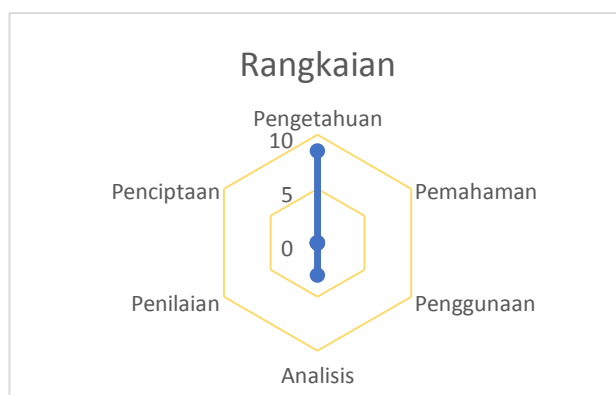 Rangkaian
Pengetahuan
10
Penciptaan
5
Pemahaman
0
Penilaian
Penggunaan
Analisis